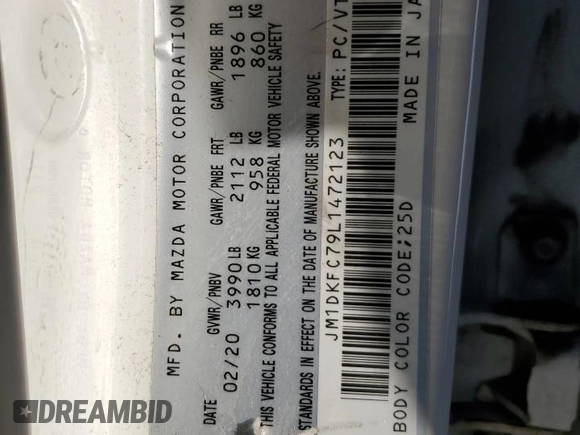 MFD. BY MAZDA MOTOR CORPORATION
DATE GVWR/PNBV GAWR/PNBE FRT GAWR/PNBE RR
02/20 3990LB 2112 LB 1896 LB
1810KG 958 KG 860 KG
THIS VEHICLE CONFORMS TO ALL APPLICABLE FEDERAL MOTOR VEHICLE SAFETY
STANDARDS IN EFFECT ON THE DATE OF MANUFACTURE SHOWN ABOVE.
JM1DKFC79L1472123 TYPE: PC/VT
BODY COLOR CODE;25D MADE IN JA
DREAMBID